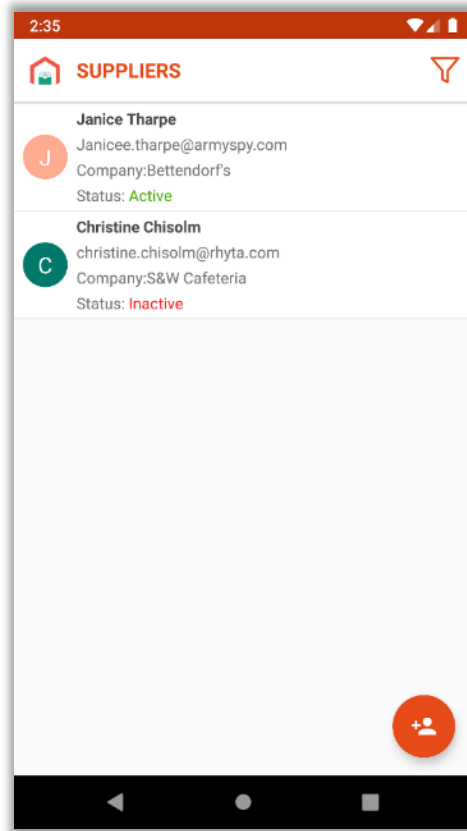 2:35
SUPPLIERS
Janice Tharpe
J
Janicee.tharpe@armyspy.com
Company:Bettendorf's
Status: Active
Christine Chisolm
C
christine.chisolm@rhyta.com
Company:S&W Cafeteria
Status: Inactive